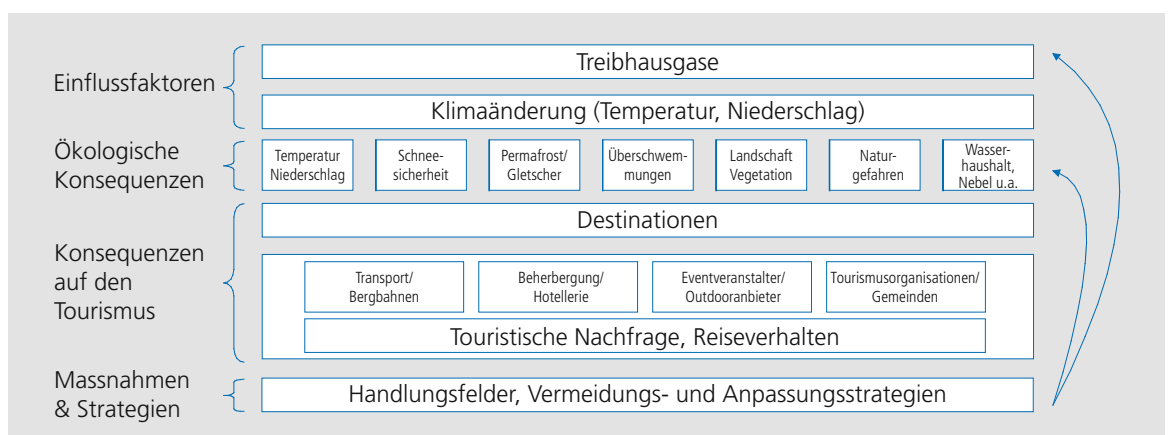 Einflussfaktoren
Treibhausgase
Klimaänderung (Temperatur, Niederschlag)
Ökologische
Konsequenzen
Temperatur
Niederschlag
Schnee-
sicherheit
Permafrost/
Gletscher
Überschwem-
mungen
Landschaft
Vegetation
Natur-
gefahren
Wasser-
haushalt,
Nebel u.a.
Konsequenzen
auf den
Tourismus
Destinationen
Transport/
Bergbahnen
Beherbergung/
Hotellerie
Eventveranstalter/
Outdooranbieter
Tourismusorganisationen/
Gemeinden
Touristische Nachfrage, Reiseverhalten
Massnahmen
& Strategien
Handlungsfelder, Vermeidungs- und Anpassungsstrategien